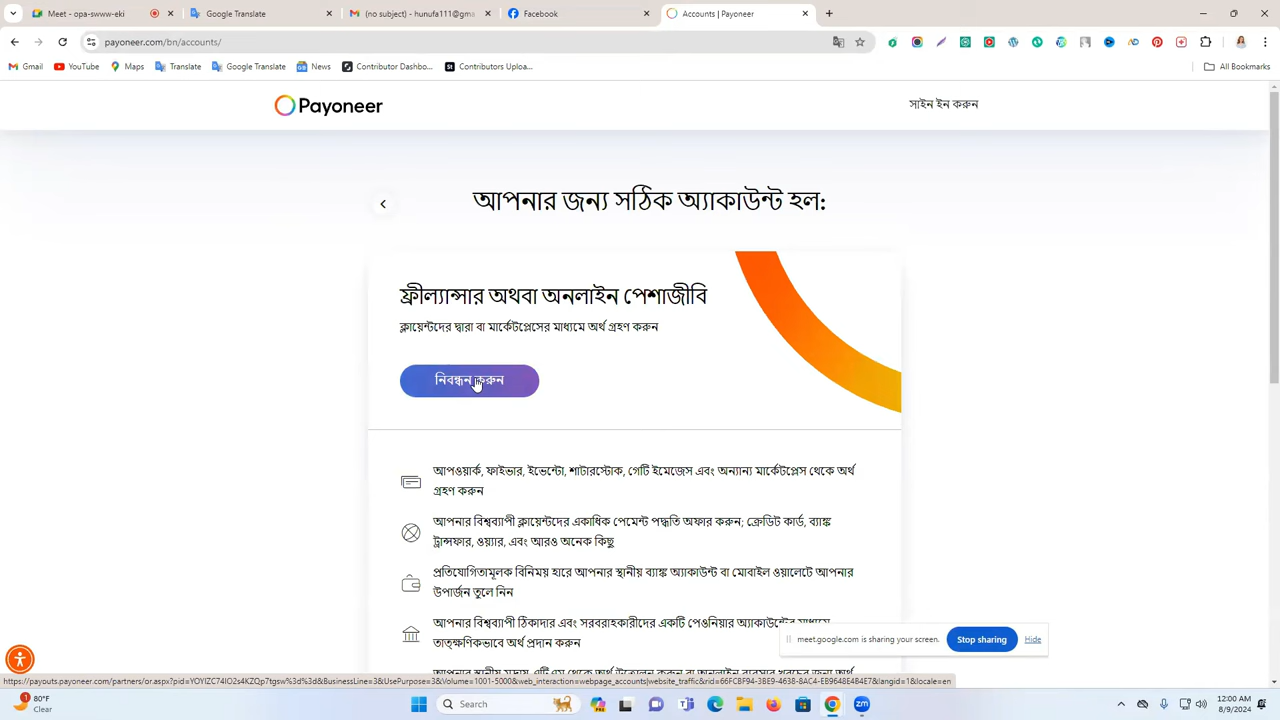 Meet - opa-swww-eki
Google Translate
(no subject) - hunufa111@gma
Facebook
Accounts | Payoneer
payoneer.com/bn/accounts/
Gmail YouTube Maps Translate Google Translate News Contributor Dashbo... Contributors Uploa... All Bookmarks
Payoneer
সাইন ইন করুন
আপনার জন্য সঠিক অ্যাকাউন্ট হল:
ফ্রীল্যান্সার অথবা অনলাইন পেশাজীবি
ক্লায়েন্টদের দ্বারা বা মার্কেটপ্লেসের মাধ্যমে অর্থ গ্রহণ করুন
নিবন্ধন করুন
আপওয়ার্ক, ফাইভার, ইভেন্টো, শাটারস্টোক, গেটি ইমেজেস এবং অন্যান্য মার্কেটপ্লেস থেকে অর্থ
গ্রহণ করুন
আপনার বিশ্বব্যাপী ক্লায়েন্টদের একাধিক পেমেন্ট পদ্ধতি অফার করুন; ক্রেডিট কার্ড, ব্যাঙ্ক
ট্রান্সফার, ওয়্যার, এবং আরও অনেক কিছু
প্রতিযোগিতামূলক বিনিময় হারে আপনার স্থানীয় ব্যাঙ্ক অ্যাকাউন্ট বা মোবাইল ওয়ালেটে আপনার
উপার্জন তুলে নিন
আপনার বিশ্বব্যাপী ঠিকাদার এবং সরবরাহকারীদের একটি পেওনিয়ার অ্যাকাউন্টের মাধ্যমে
তাত্ক্ষণিকভাবে অর্থ প্রদান করুন
meet.google.com is sharing your screen. Stop sharing Hide
80°F
Clear
Search
12:00 AM
8/9/2024